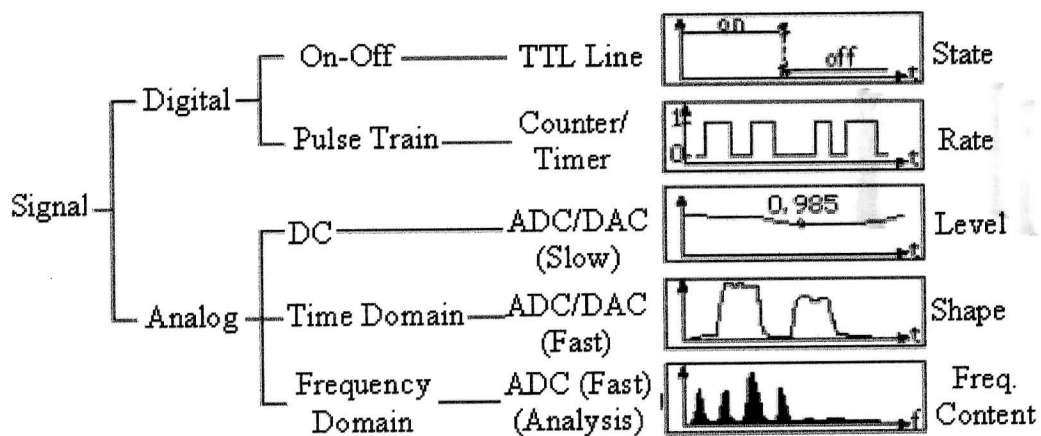 Signal
Digital
On-Off
TTL Line
on
off
t
State
Pulse Train
Counter/
Timer
1
0
t
Rate
Analog
DC
ADC/DAC
(Slow)
0,985
t
Level
Time Domain
ADC/DAC
(Fast)
t
Shape
Frequency
Domain
ADC (Fast)
(Analysis)
f
Freq.
Content